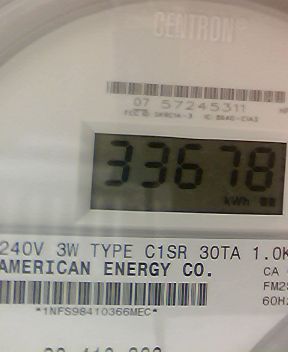 CENTRON
07 57245311
33678
kWh
240V 3W TYPE C1SR 30TA 1.0K
AMERICAN ENERGY CO.
CA
FM2S
60Hz
*1NFS98410366MEC*